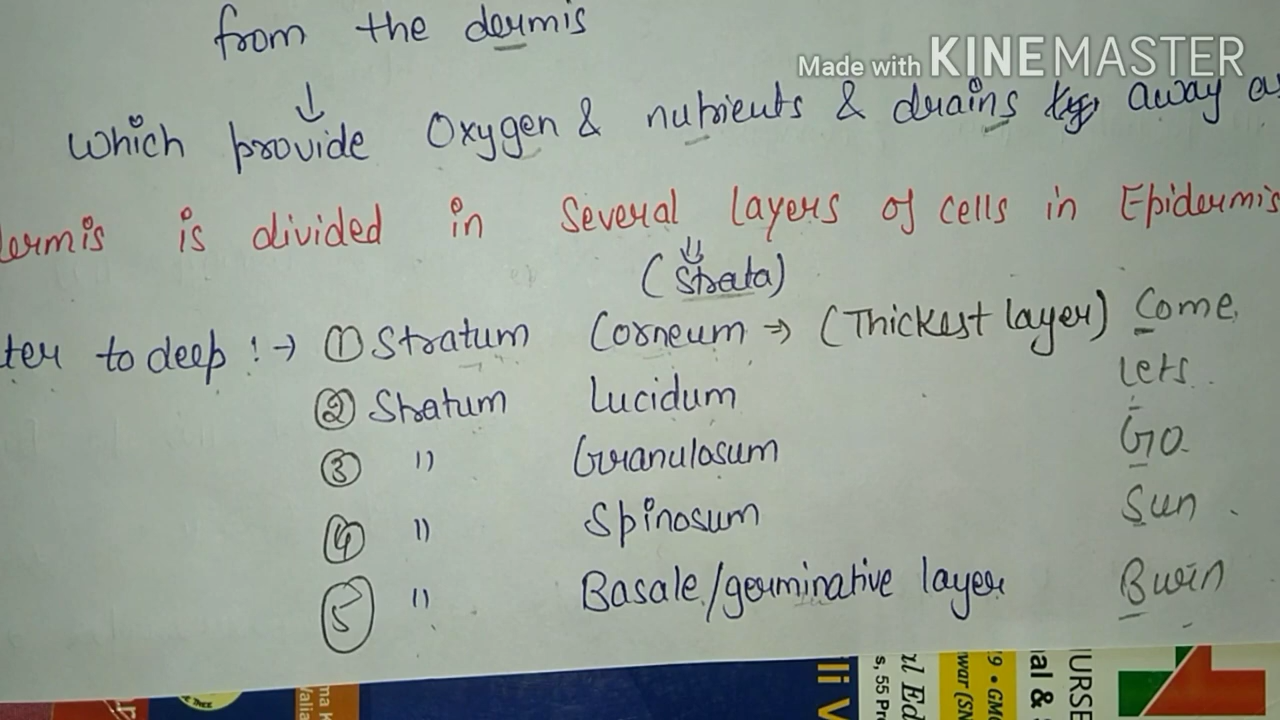 from the dermis
Made with KINEMASTER
↓
which provide Oxygen & nutrients & drains away
dermis is divided in Several layers of cells in Epidermis
(Strata)
ter to deep :→ ① Stratum Corneum ⇒ (Thickest layer) Come,
② Stratum Lucidum Lets..
③ " Granulosum Go.
④ " Spinosum Sun.
⑤ " Basale/germinative layer Burn